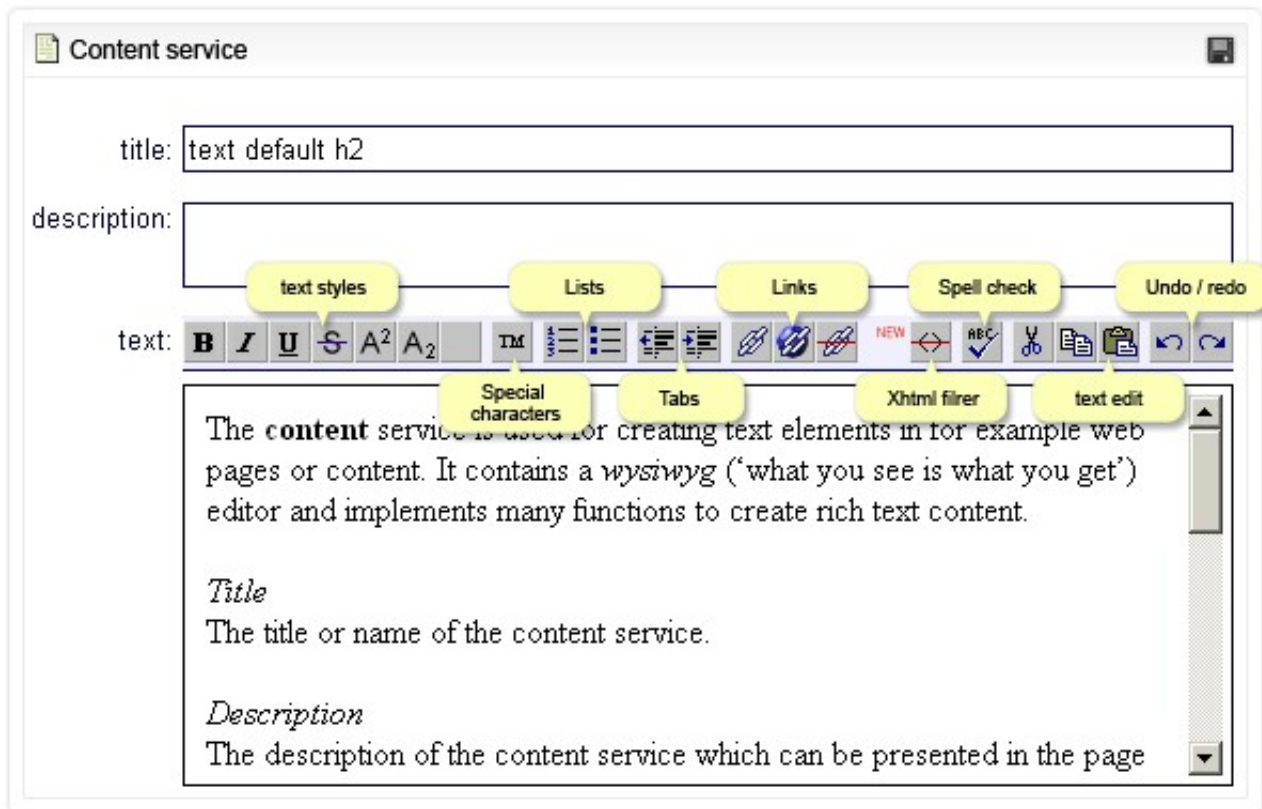 Content service
title: text default h2
description:
text styles Lists Links Spell check Undo / redo
text: B I U S A2 A2 TM 1 2 3 NEW <> ABC
Special characters Tabs Xhtml filrer text edit
The content service is used for creating text elements in for example web
pages or content. It contains a wysiwyg (‘what you see is what you get’)
editor and implements many functions to create rich text content.
Title
The title or name of the content service.
Description
The description of the content service which can be presented in the page